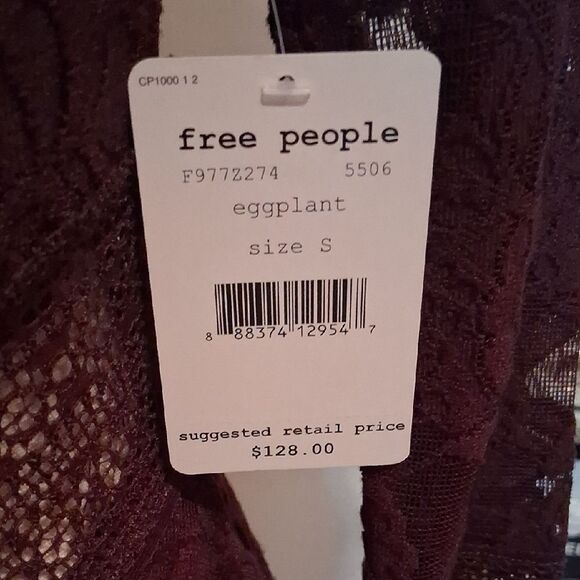 CP1000 1 2
free people
F977Z274 5506
eggplant
size S
8 88374 12954 7
suggested retail price
$128.00